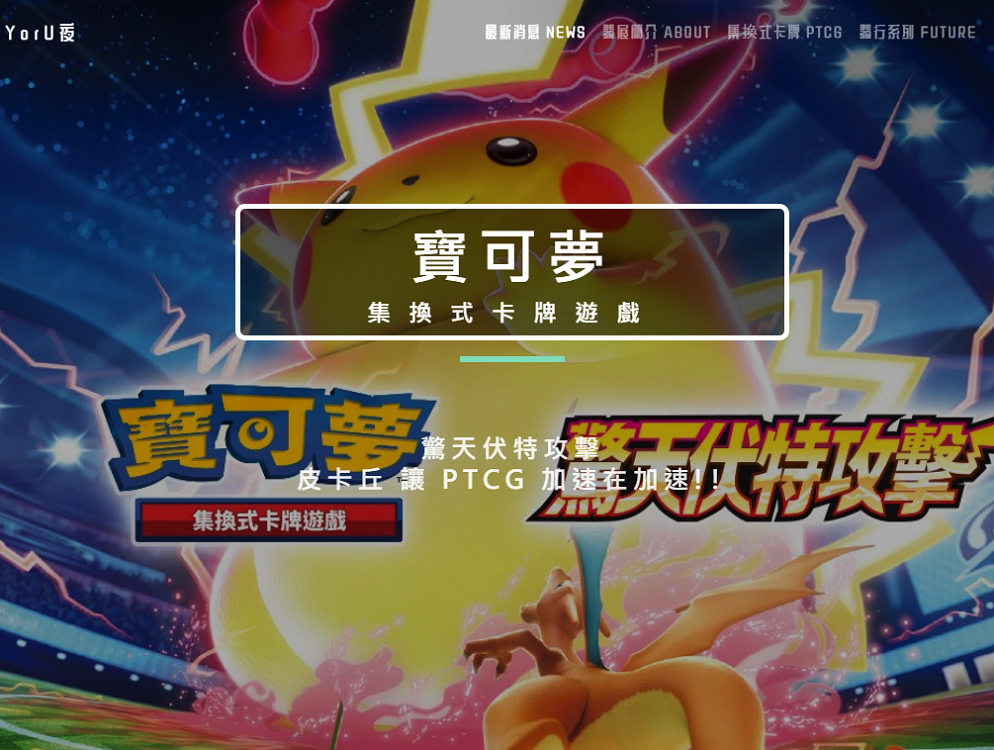 YorU夜
最新消息 NEWS
發展簡介 ABOUT
集換式卡牌 PTCG
發行系列 FUTURE
寶可夢
集換式卡牌遊戲
寶可夢
集換式卡牌遊戲
驚天伏特攻擊
皮卡丘 讓 PTCG 加速在加速!!
驚天伏特攻擊